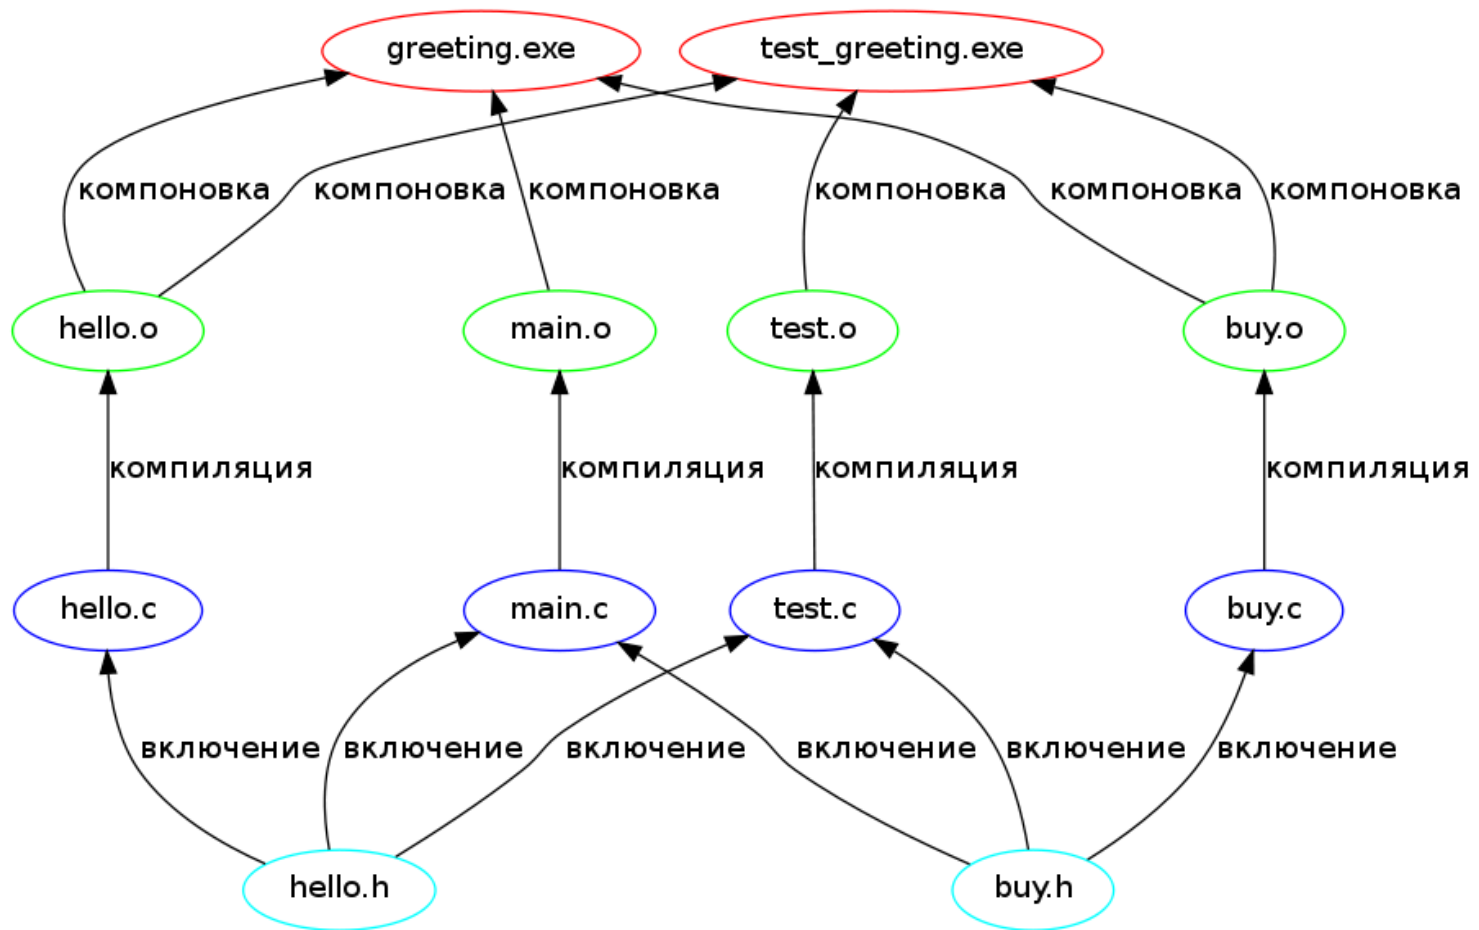 greeting.exe
test_greeting.exe
компоновка
компоновка
компоновка
компоновка
компоновка
компоновка
hello.o
main.o
test.o
buy.o
компиляция
компиляция
компиляция
компиляция
hello.c
main.c
test.c
buy.c
включение
включение
включение
включение
включение
включение
hello.h
buy.h